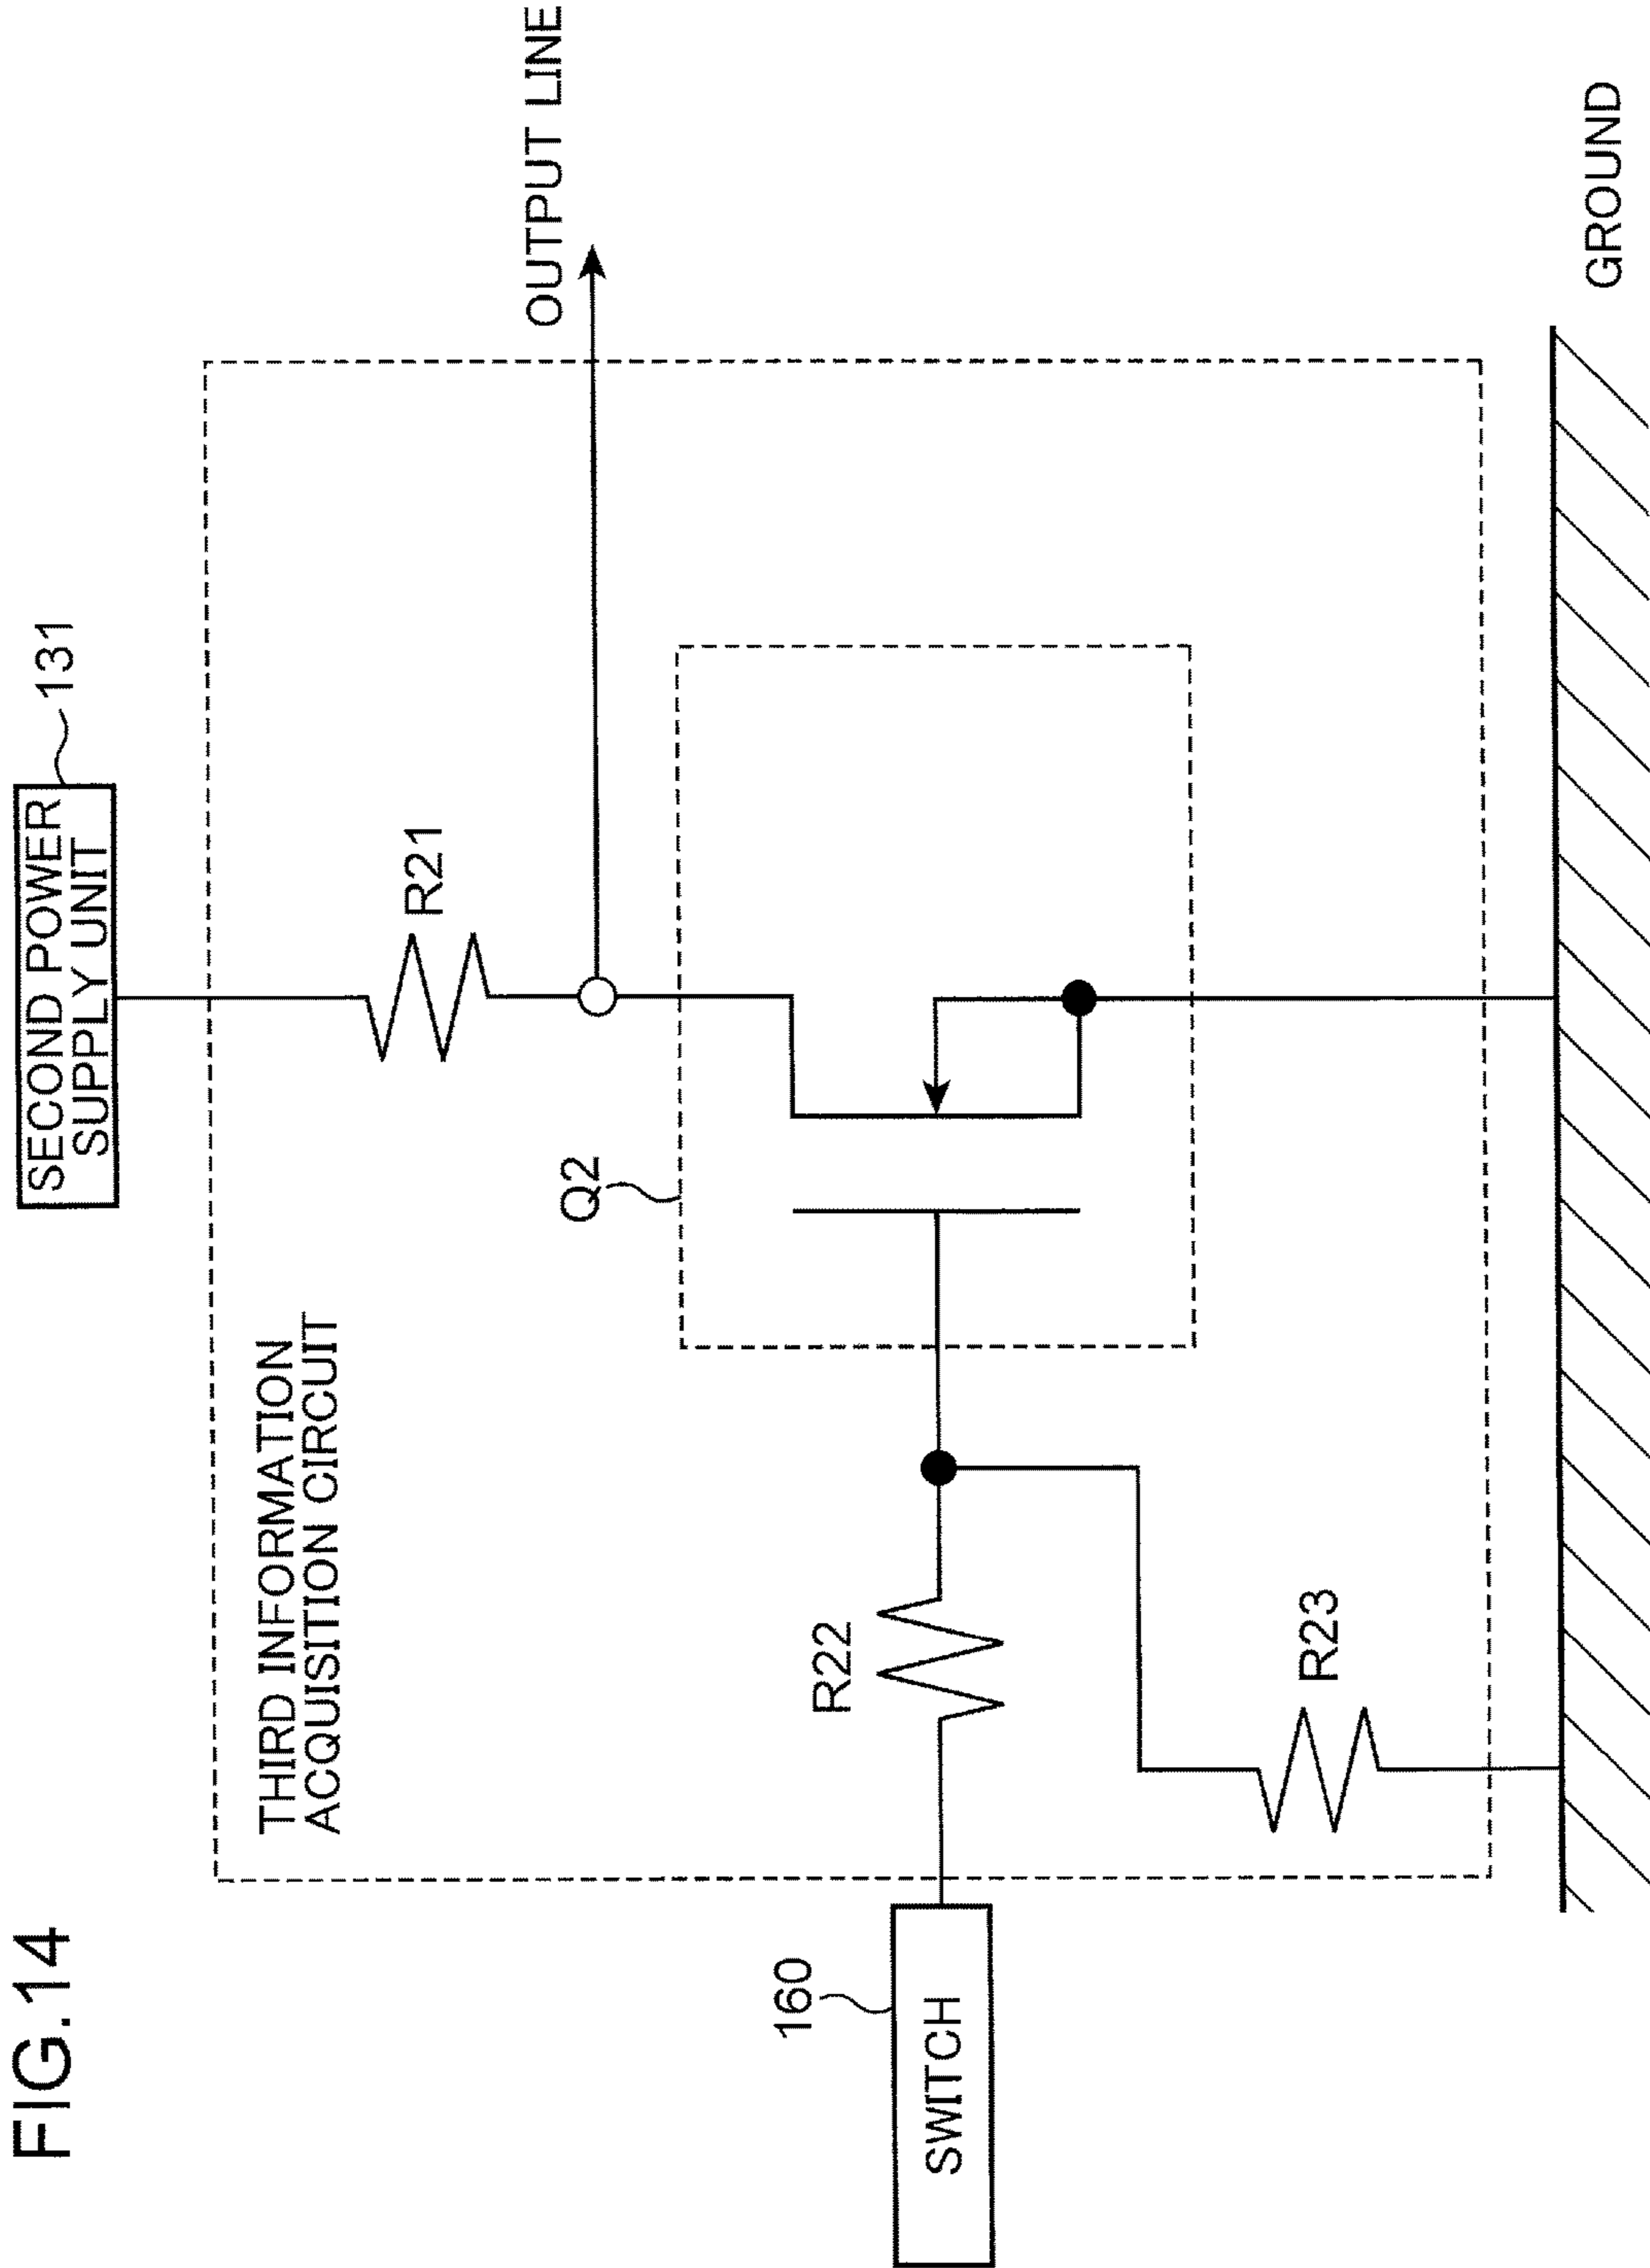 FIG.14
SECOND POWER
SUPPLY UNIT
131
THIRD INFORMATION
ACQUISITION CIRCUIT
R21
OUTPUT LINE
Q2
160
SWITCH
R22
R23
GROUND